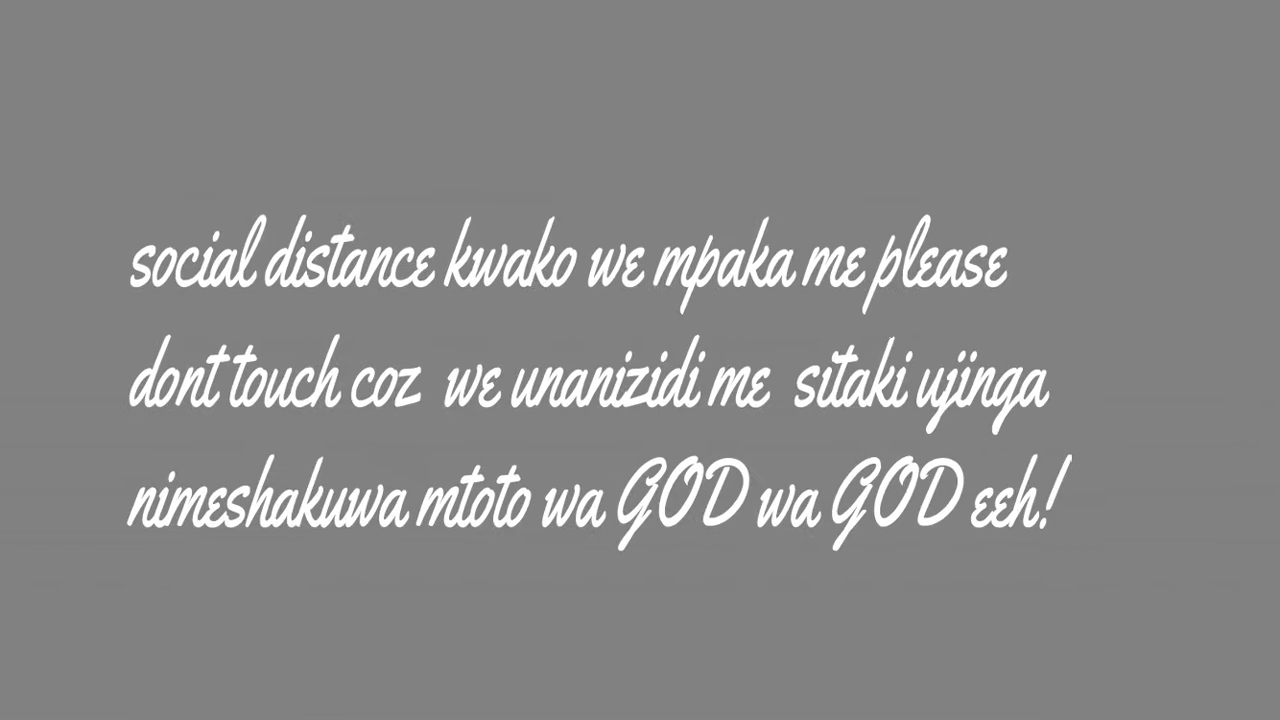 social distance kwako we mpaka me please
dont touch coz we unanizidi me sitaki ujinga
nimeshakuwa mtoto wa GOD wa GOD eeh!